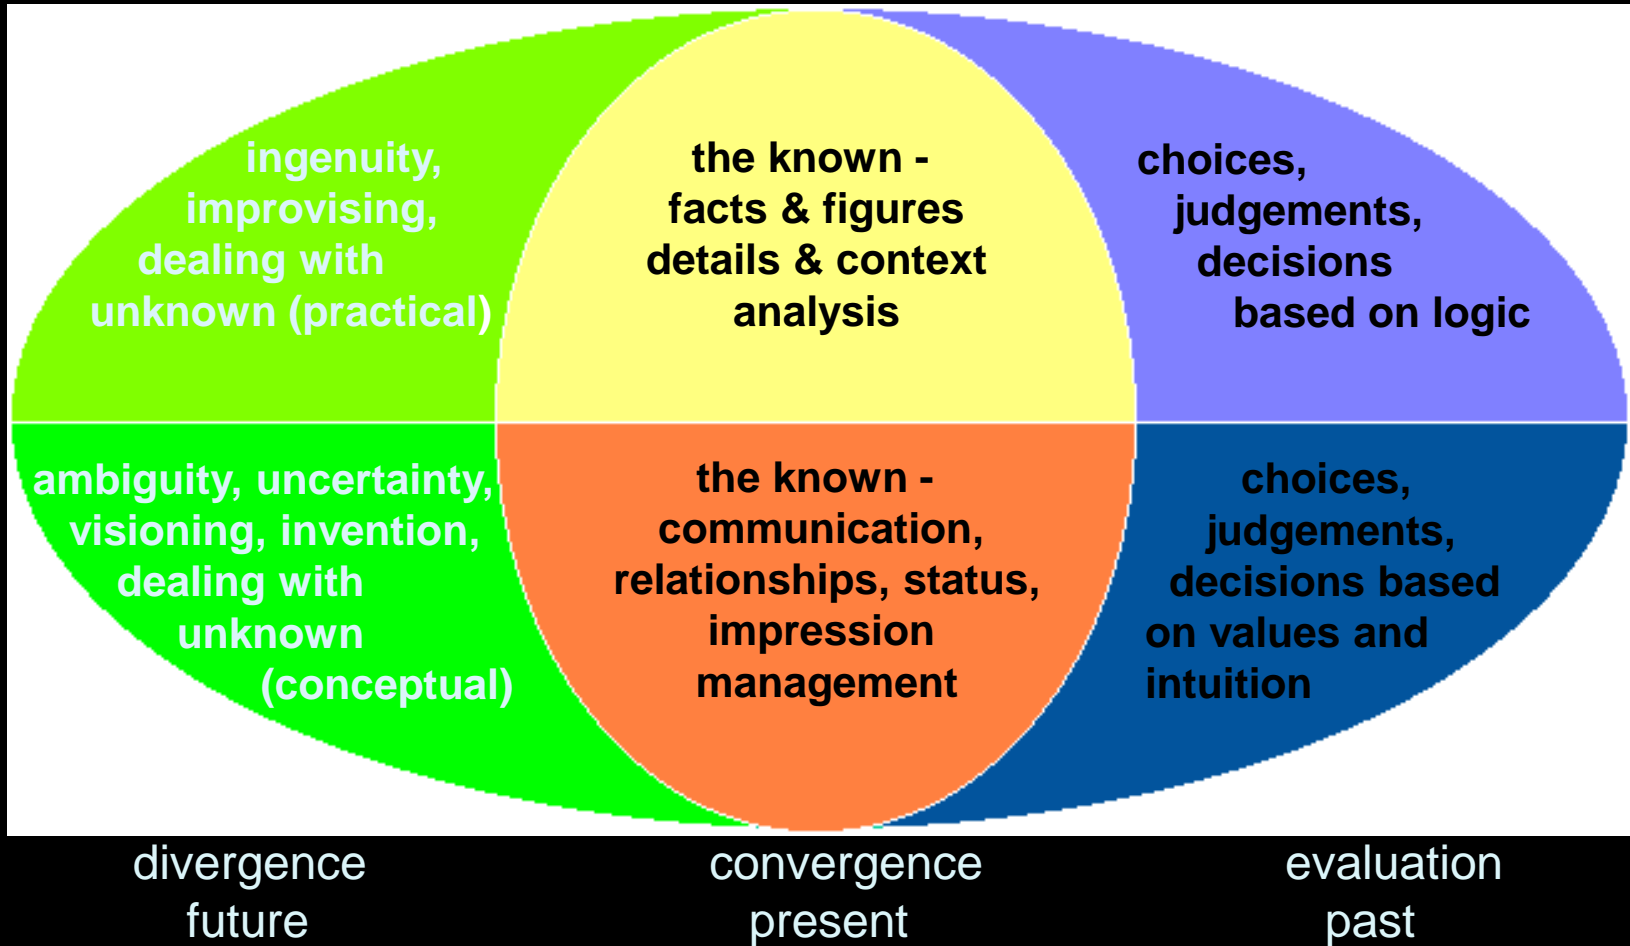 ingenuity,
improvising,
dealing with
unknown (practical)
the known -
facts & figures
details & context
analysis
choices,
judgements,
decisions
based on logic
ambiguity, uncertainty,
visioning, invention,
dealing with
unknown
(conceptual)
the known -
communication,
relationships, status,
impression
management
choices,
judgements,
decisions based
on values and
intuition
divergence
future
convergence
present
evaluation
past